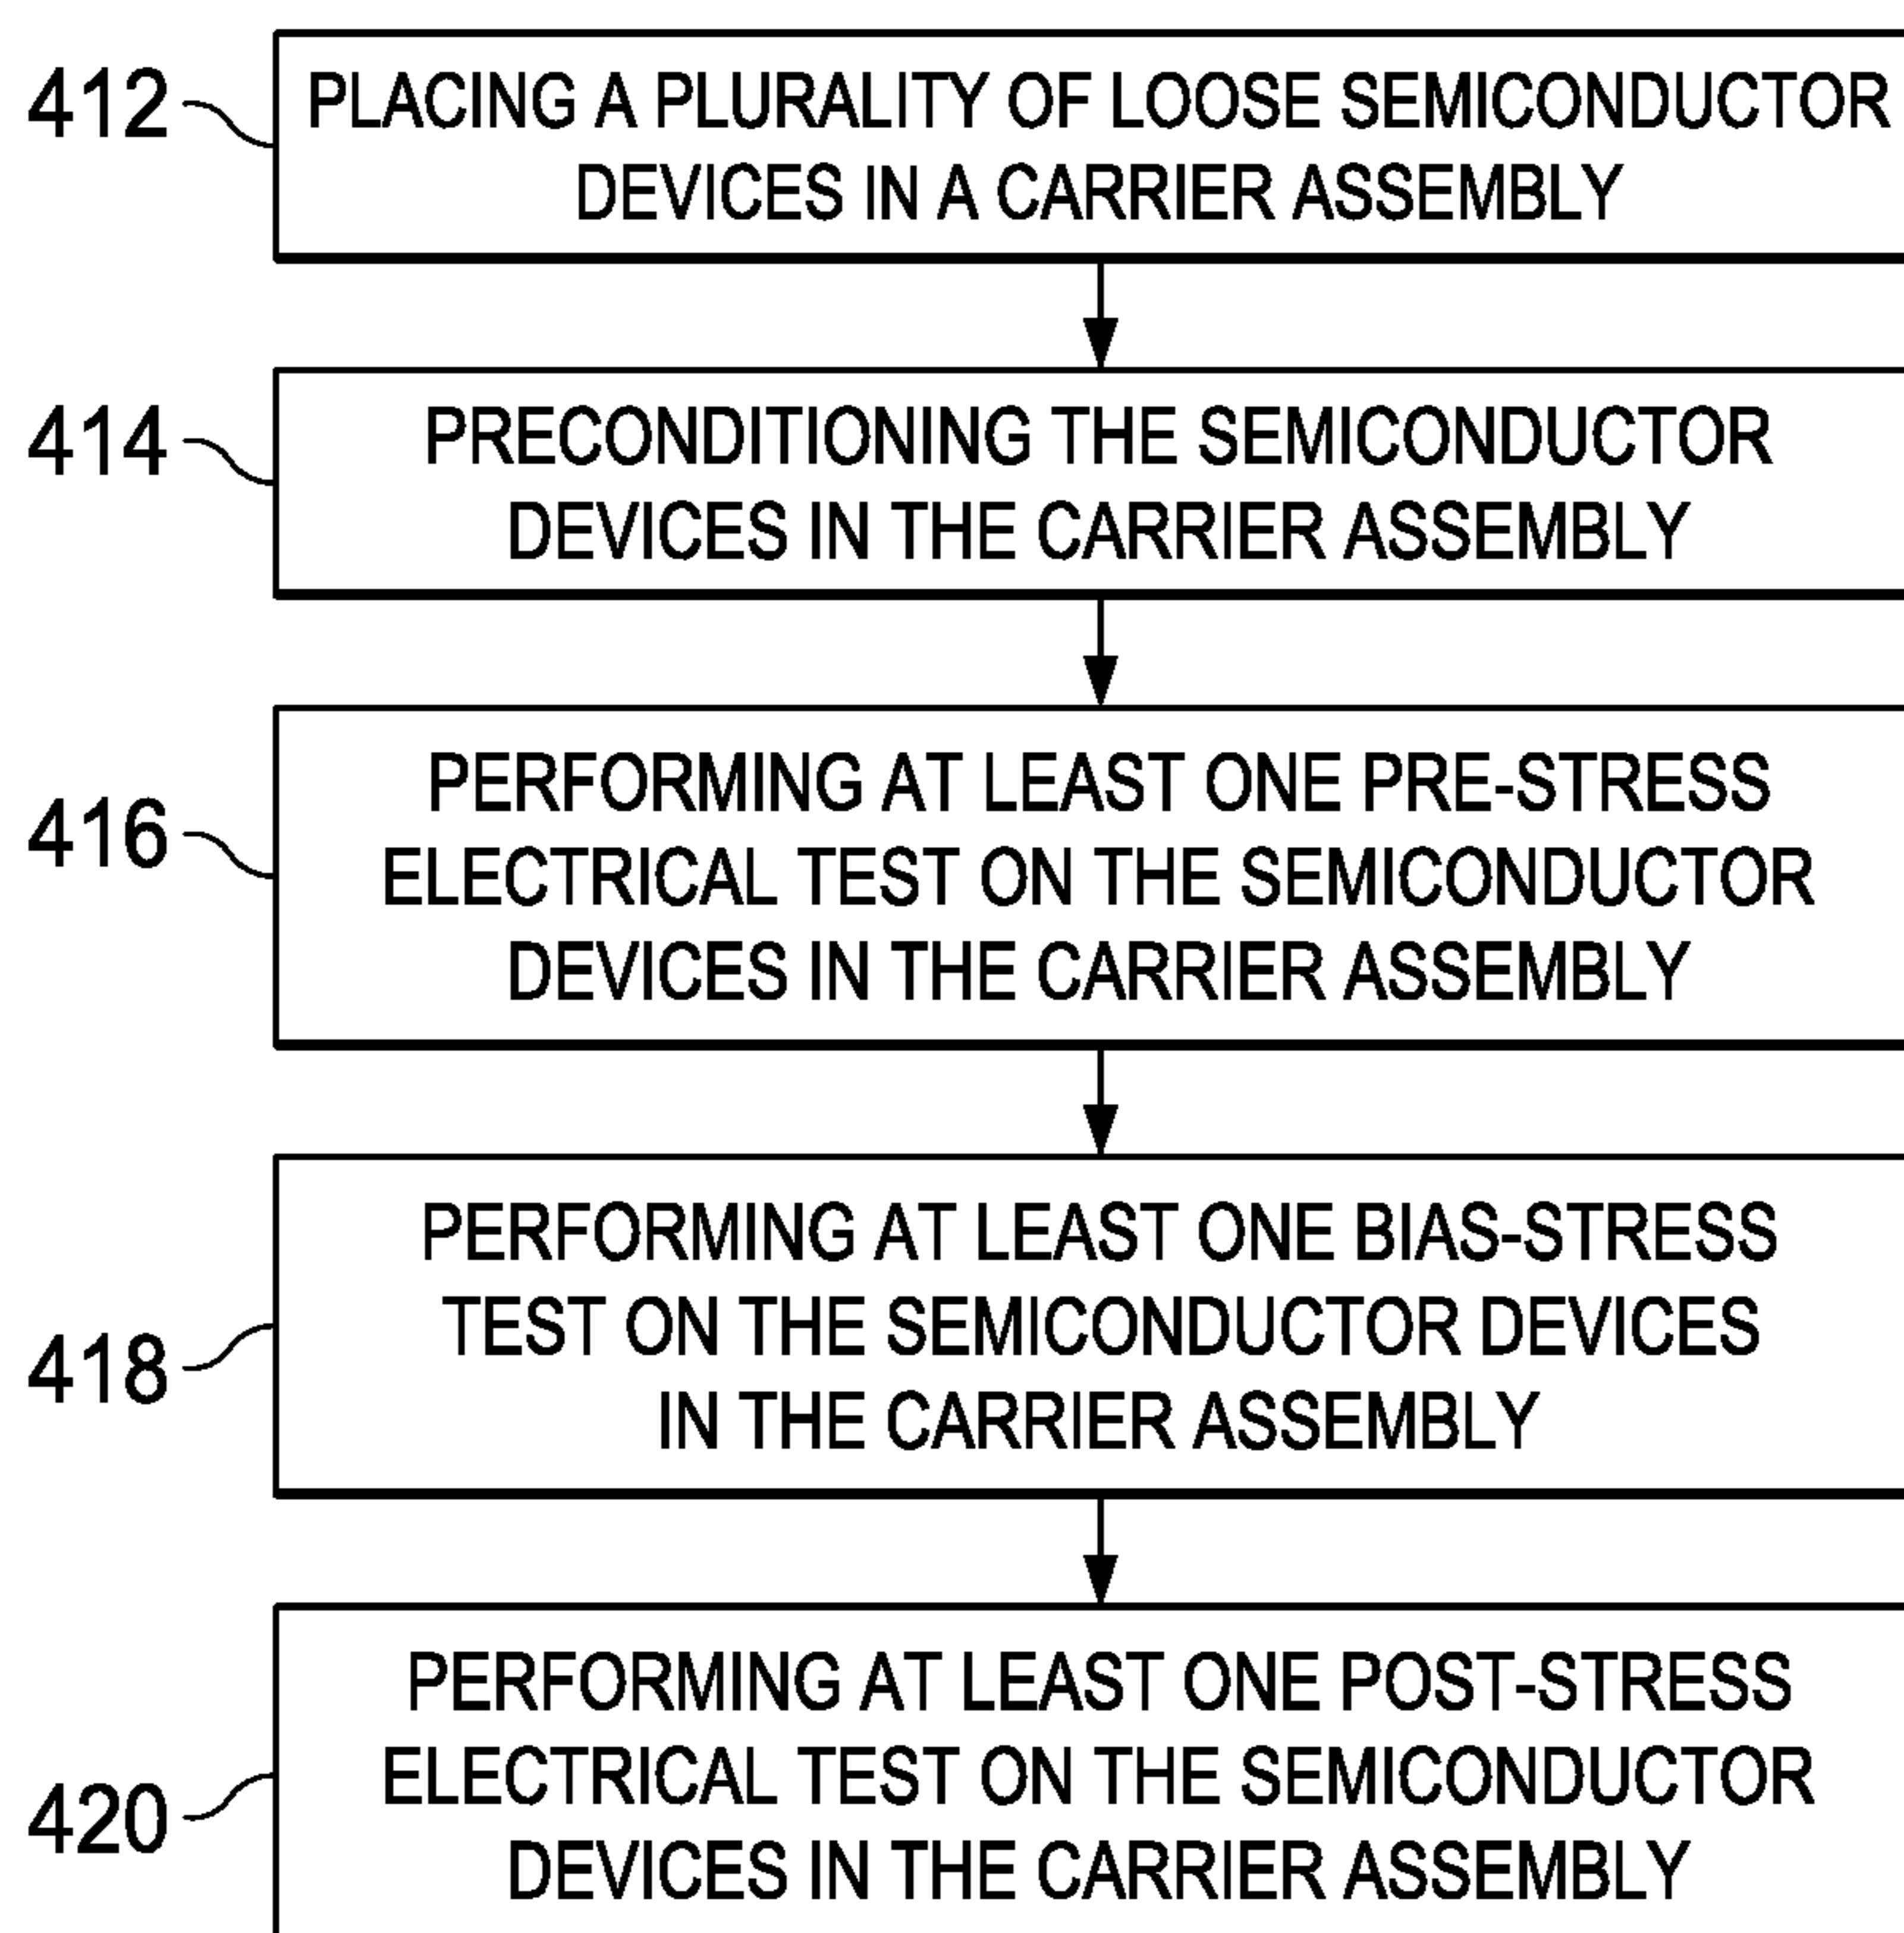 412
PLACING A PLURALITY OF LOOSE SEMICONDUCTOR
DEVICES IN A CARRIER ASSEMBLY
414
PRECONDITIONING THE SEMICONDUCTOR
DEVICES IN THE CARRIER ASSEMBLY
416
PERFORMING AT LEAST ONE PRE-STRESS
ELECTRICAL TEST ON THE SEMICONDUCTOR
DEVICES IN THE CARRIER ASSEMBLY
418
PERFORMING AT LEAST ONE BIAS-STRESS
TEST ON THE SEMICONDUCTOR DEVICES
IN THE CARRIER ASSEMBLY
420
PERFORMING AT LEAST ONE POST-STRESS
ELECTRICAL TEST ON THE SEMICONDUCTOR
DEVICES IN THE CARRIER ASSEMBLY